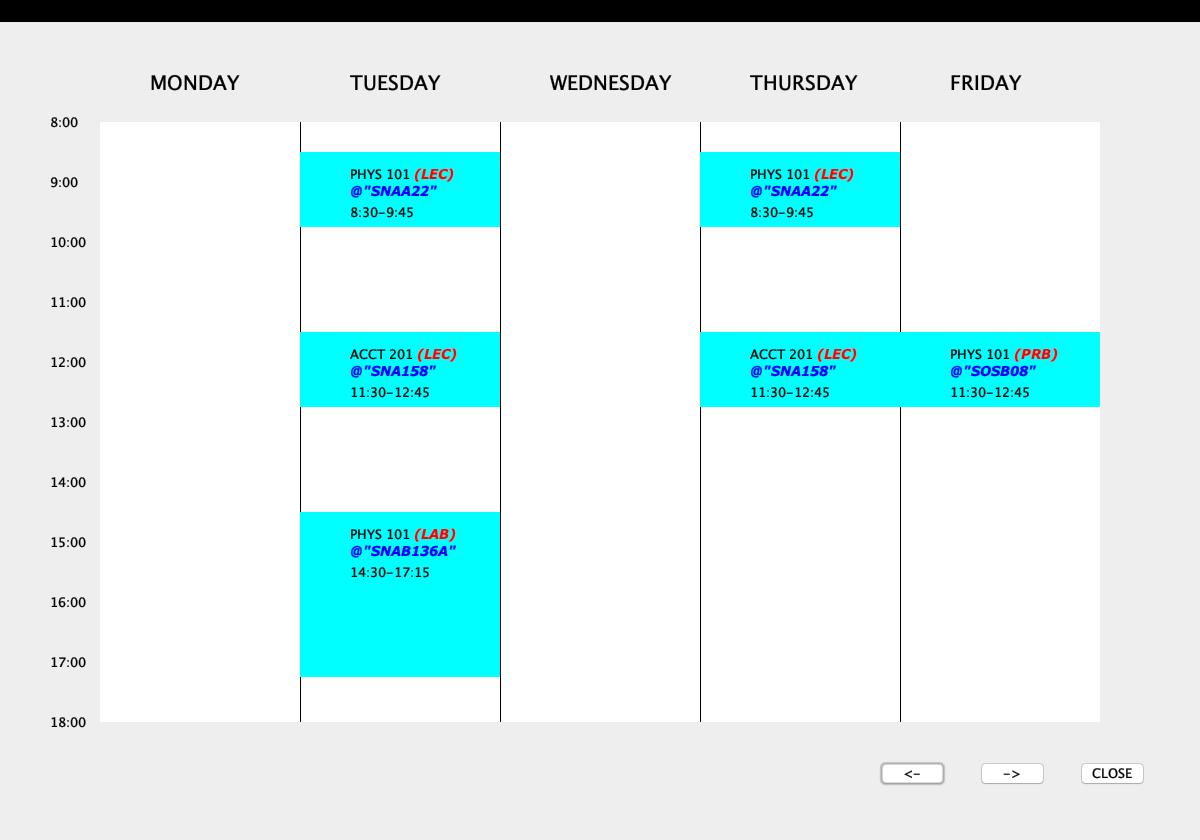 MONDAY TUESDAY WEDNESDAY THURSDAY FRIDAY
8:00
PHYS 101 (LEC)
@"SNAA22"
8:30-9:45
PHYS 101 (LEC)
@"SNAA22"
8:30-9:45
9:00
10:00
11:00
ACCT 201 (LEC)
@"SNA158"
11:30-12:45
ACCT 201 (LEC)
@"SNA158"
11:30-12:45
PHYS 101 (PRB)
@"SOSB08"
11:30-12:45
12:00
13:00
14:00
PHYS 101 (LAB)
@"SNAB136A"
14:30-17:15
15:00
16:00
17:00
18:00
<- -> CLOSE